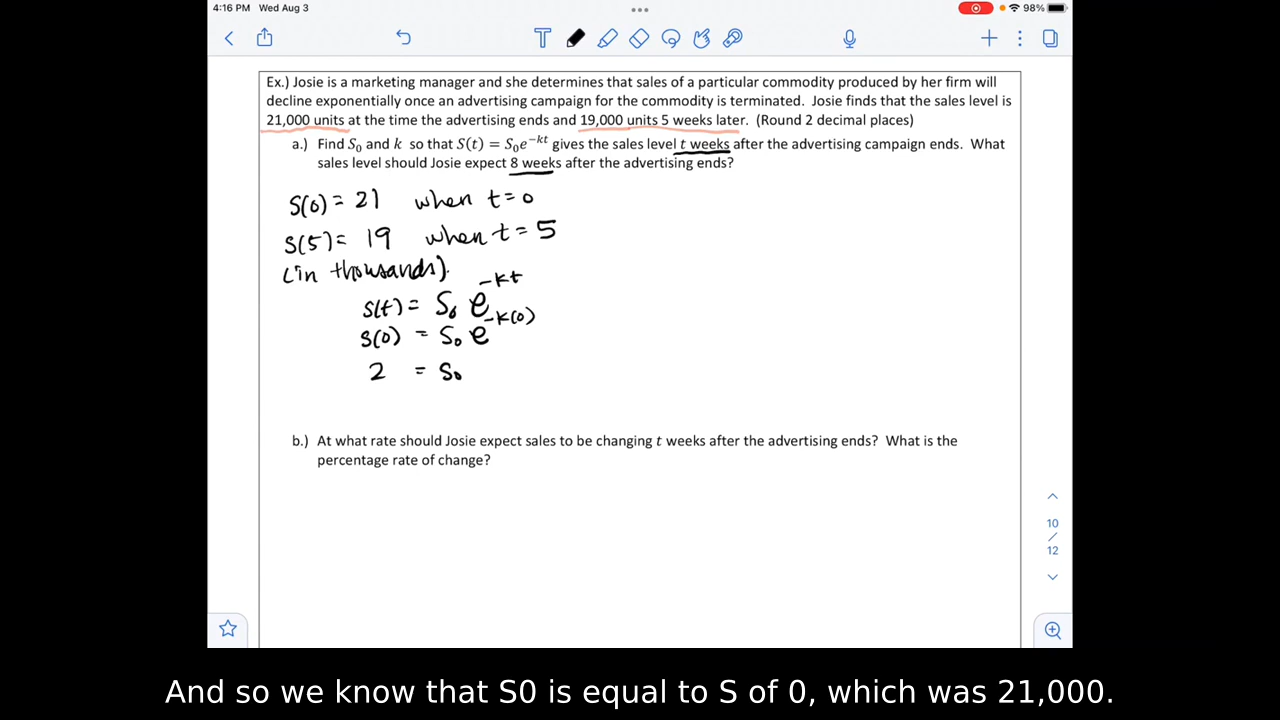 4:16 PM Wed Aug 3
98%
Ex.) Josie is a marketing manager and she determines that sales of a particular commodity produced by her firm will
decline exponentially once an advertising campaign for the commodity is terminated. Josie finds that the sales level is
21,000 units at the time the advertising ends and 19,000 units 5 weeks later. (Round 2 decimal places)
a.) Find S₀ and k so that S(t) = S₀e^{-kt} gives the sales level t weeks after the advertising campaign ends. What
sales level should Josie expect 8 weeks after the advertising ends?
S(0) = 21 when t = 0
S(5) = 19 when t = 5
(in thousands).
S(t) = S₀ e^{-kt}
S(0) = S₀ e^{-k(0)}
2 = S₀
b.) At what rate should Josie expect sales to be changing t weeks after the advertising ends? What is the
percentage rate of change?
10
/
12
And so we know that S0 is equal to S of 0, which was 21,000.